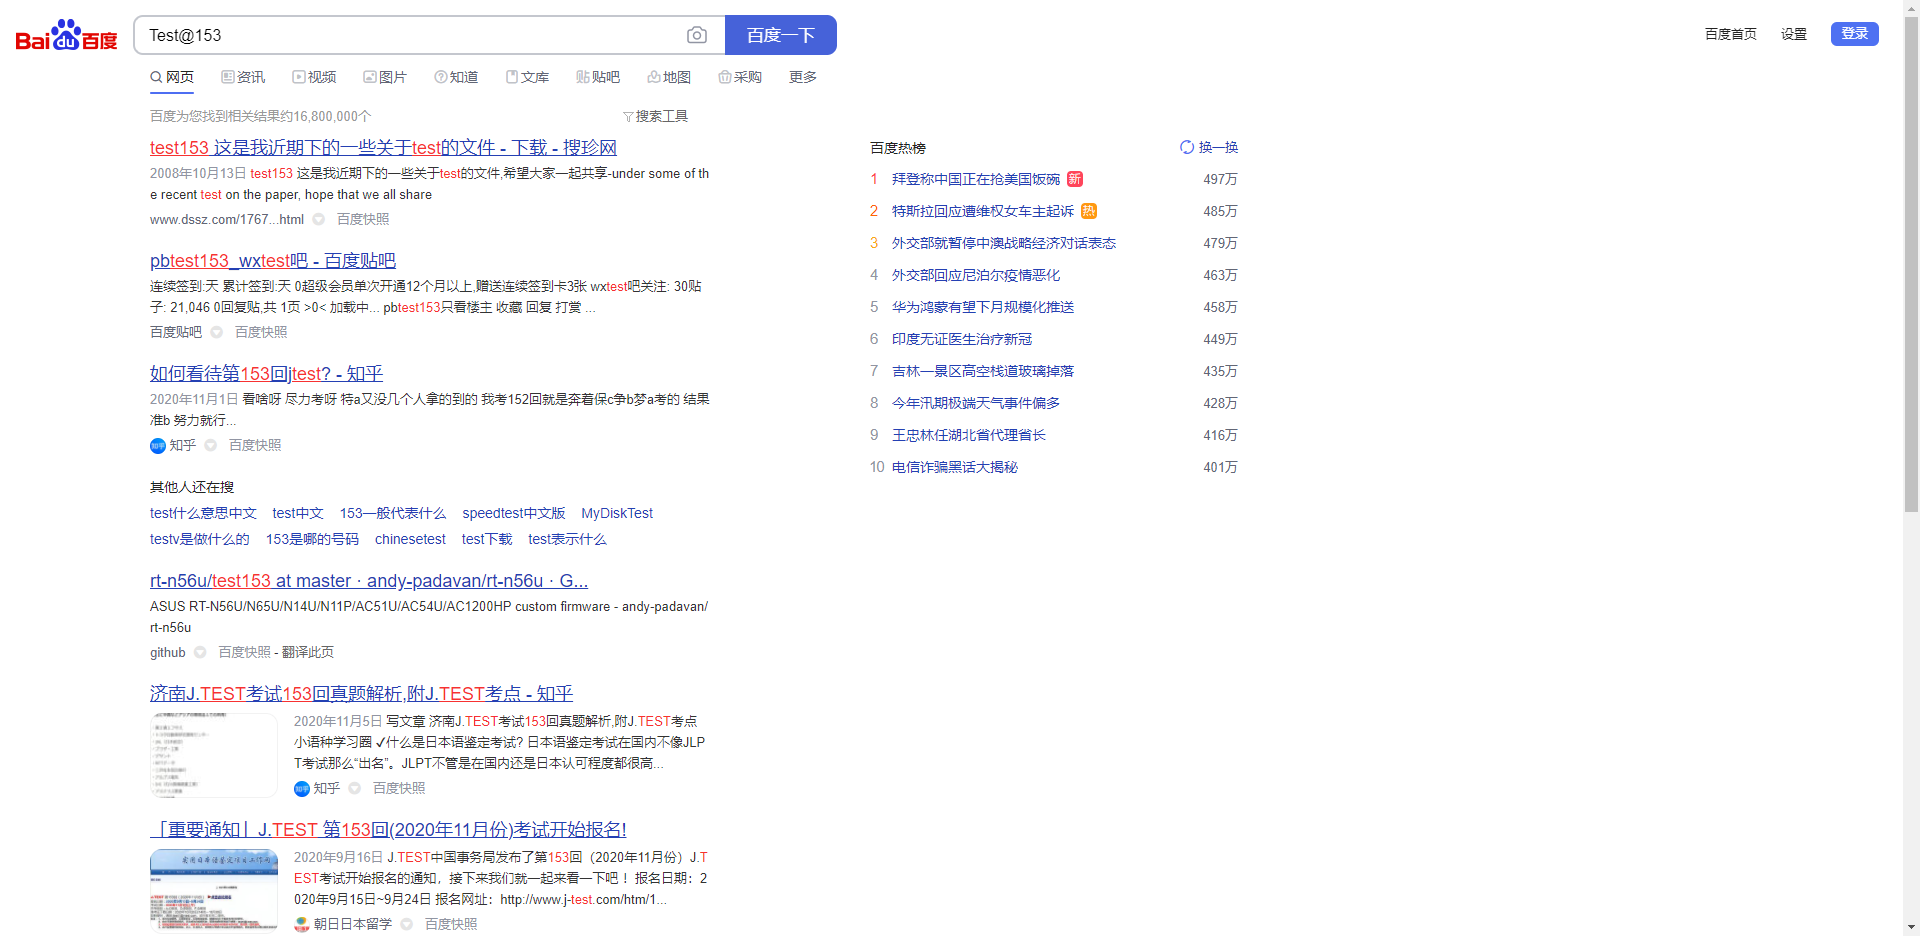 Bai du 百度
Test@153
百度一下
百度首页 设置 登录
网页 资讯 视频 图片 知道 文库 贴吧 地图 采购 更多
百度为您找到相关结果约16,800,000个
搜索工具
test153 这是我近期下的一些关于test的文件 - 下载 - 搜珍网
2008年10月13日 test153 这是我近期下的一些关于test的文件,希望大家一起共享-under some of th
e recent test on the paper, hope that we all share
www.dssz.com/1767...html 百度快照
pbtest153_wxtest吧 - 百度贴吧
连续签到:天 累计签到:天 0超级会员单次开通12个月以上,赠送连续签到卡3张 wxtest吧关注: 30贴
子: 21,046 0回复贴,共 1页 >0< 加载中... pbtest153只看楼主 收藏 回复 打赏 ...
百度贴吧 百度快照
如何看待第153回jtest? - 知乎
2020年11月1日 看啥呀 尽力考呀 特a又没几个人拿的到的 我考152回就是奔着保c争b梦a考的 结果
准b 努力就行...
知乎 知乎 百度快照
其他人还在搜
test什么意思中文 test中文 153一般代表什么 speedtest中文版 MyDiskTest
testv是做什么的 153是哪的号码 chinesetest test下载 test表示什么
rt-n56u/test153 at master · andy-padavan/rt-n56u · G...
ASUS RT-N56U/N65U/N14U/N11P/AC51U/AC54U/AC1200HP custom firmware - andy-padavan/
rt-n56u
github 百度快照 - 翻译此页
济南J.TEST考试153回真题解析,附J.TEST考点 - 知乎
2020年11月5日 写文章 济南J.TEST考试153回真题解析,附J.TEST考点
小语种学习圈 ✓什么是日本语鉴定考试? 日本语鉴定考试在国内不像JLP
T考试那么“出名”。JLPT不管是在国内还是日本认可程度都很高...
知乎 知乎 百度快照
「重要通知」J.TEST 第153回(2020年11月份)考试开始报名!
2020年9月16日 J.TEST中国事务局发布了第153回（2020年11月份）J.T
EST考试开始报名的通知，接下来我们就一起来看一下吧！ 报名日期：2
020年9月15日~9月24日 报名网址：http://www.j-test.com/htm/1...
朝日日本留学 百度快照
百度热榜 换一换
1 拜登称中国正在抢美国饭碗 新 497万
2 特斯拉回应遭维权女车主起诉 热 485万
3 外交部就暂停中澳战略经济对话表态 479万
4 外交部回应尼泊尔疫情恶化 463万
5 华为鸿蒙有望下月规模化推送 458万
6 印度无证医生治疗新冠 449万
7 吉林一景区高空栈道玻璃掉落 435万
8 今年汛期极端天气事件偏多 428万
9 王忠林任湖北省代理省长 416万
10 电信诈骗黑话大揭秘 401万